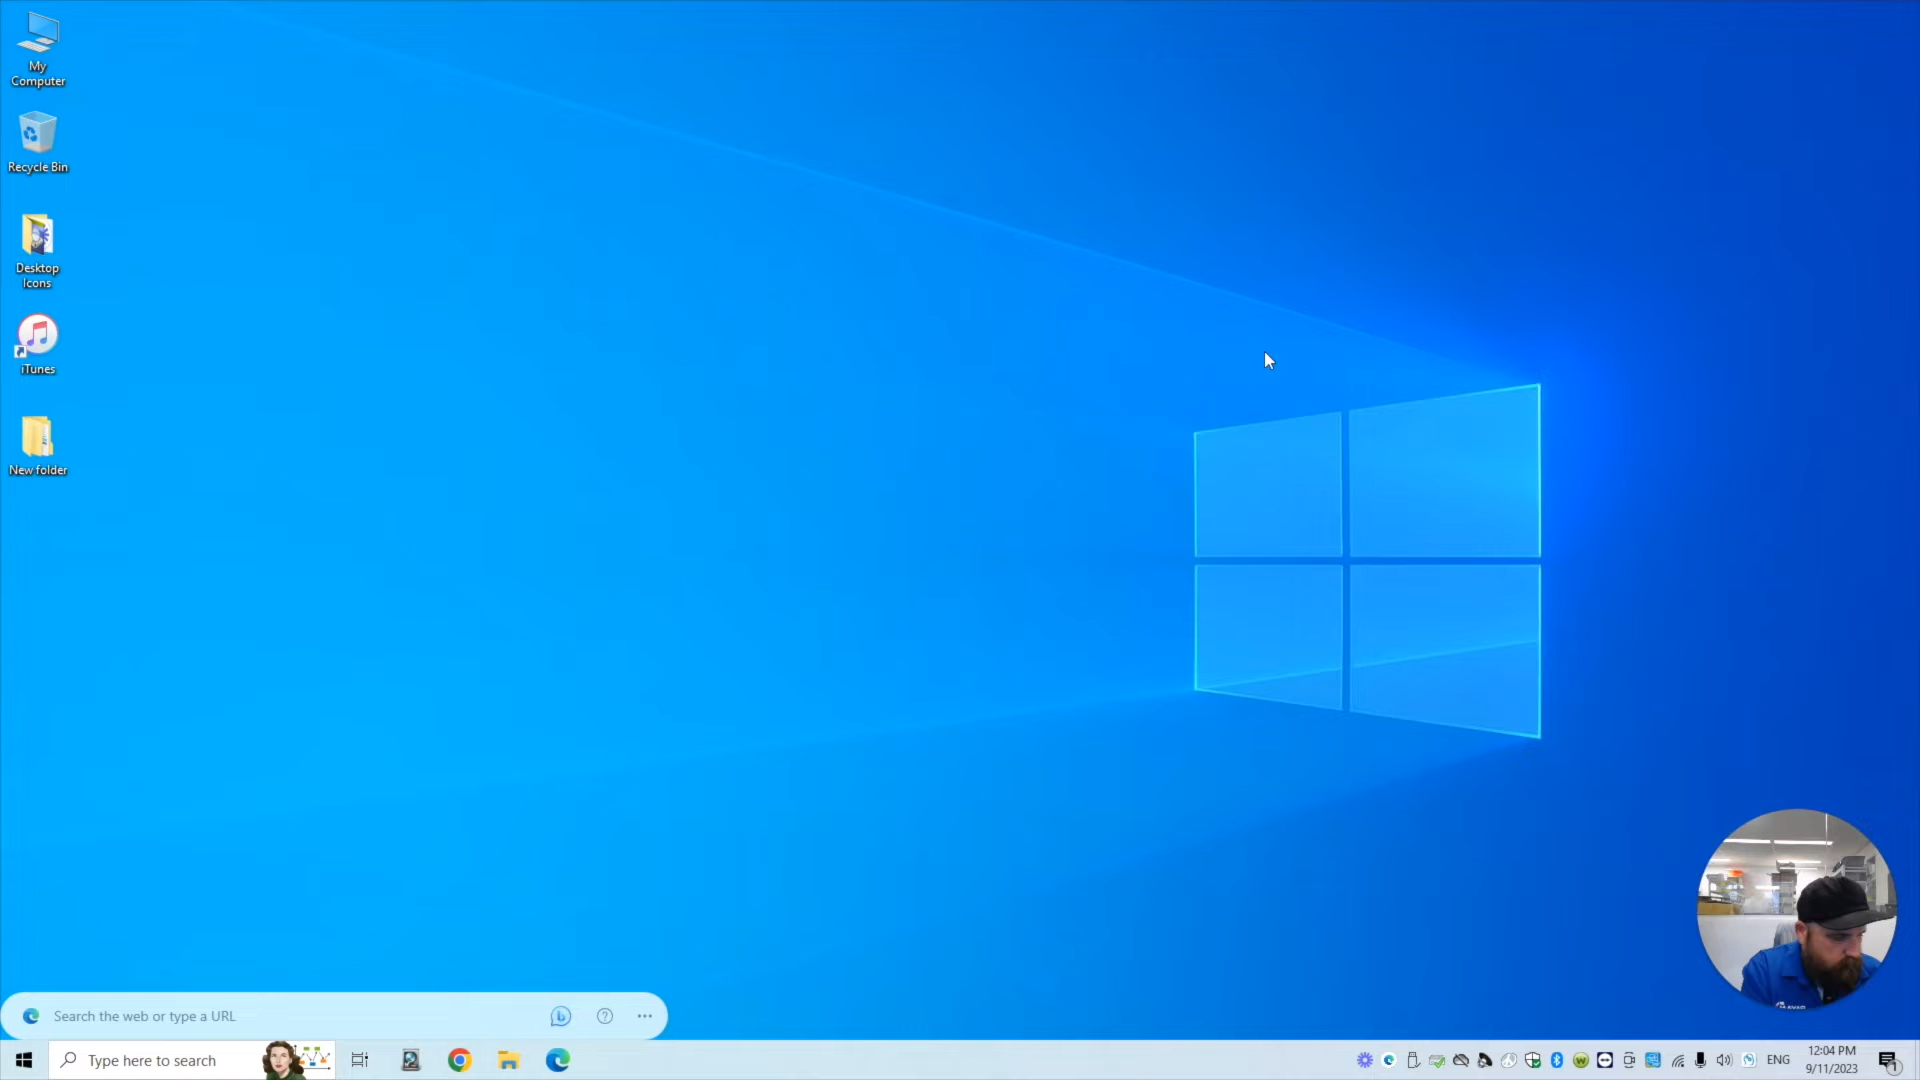 My
Computer
Recycle Bin
Desktop
Icons
iTunes
New folder
Search the web or type a URL
Type here to search
ENG
12:04 PM
9/11/2023
1